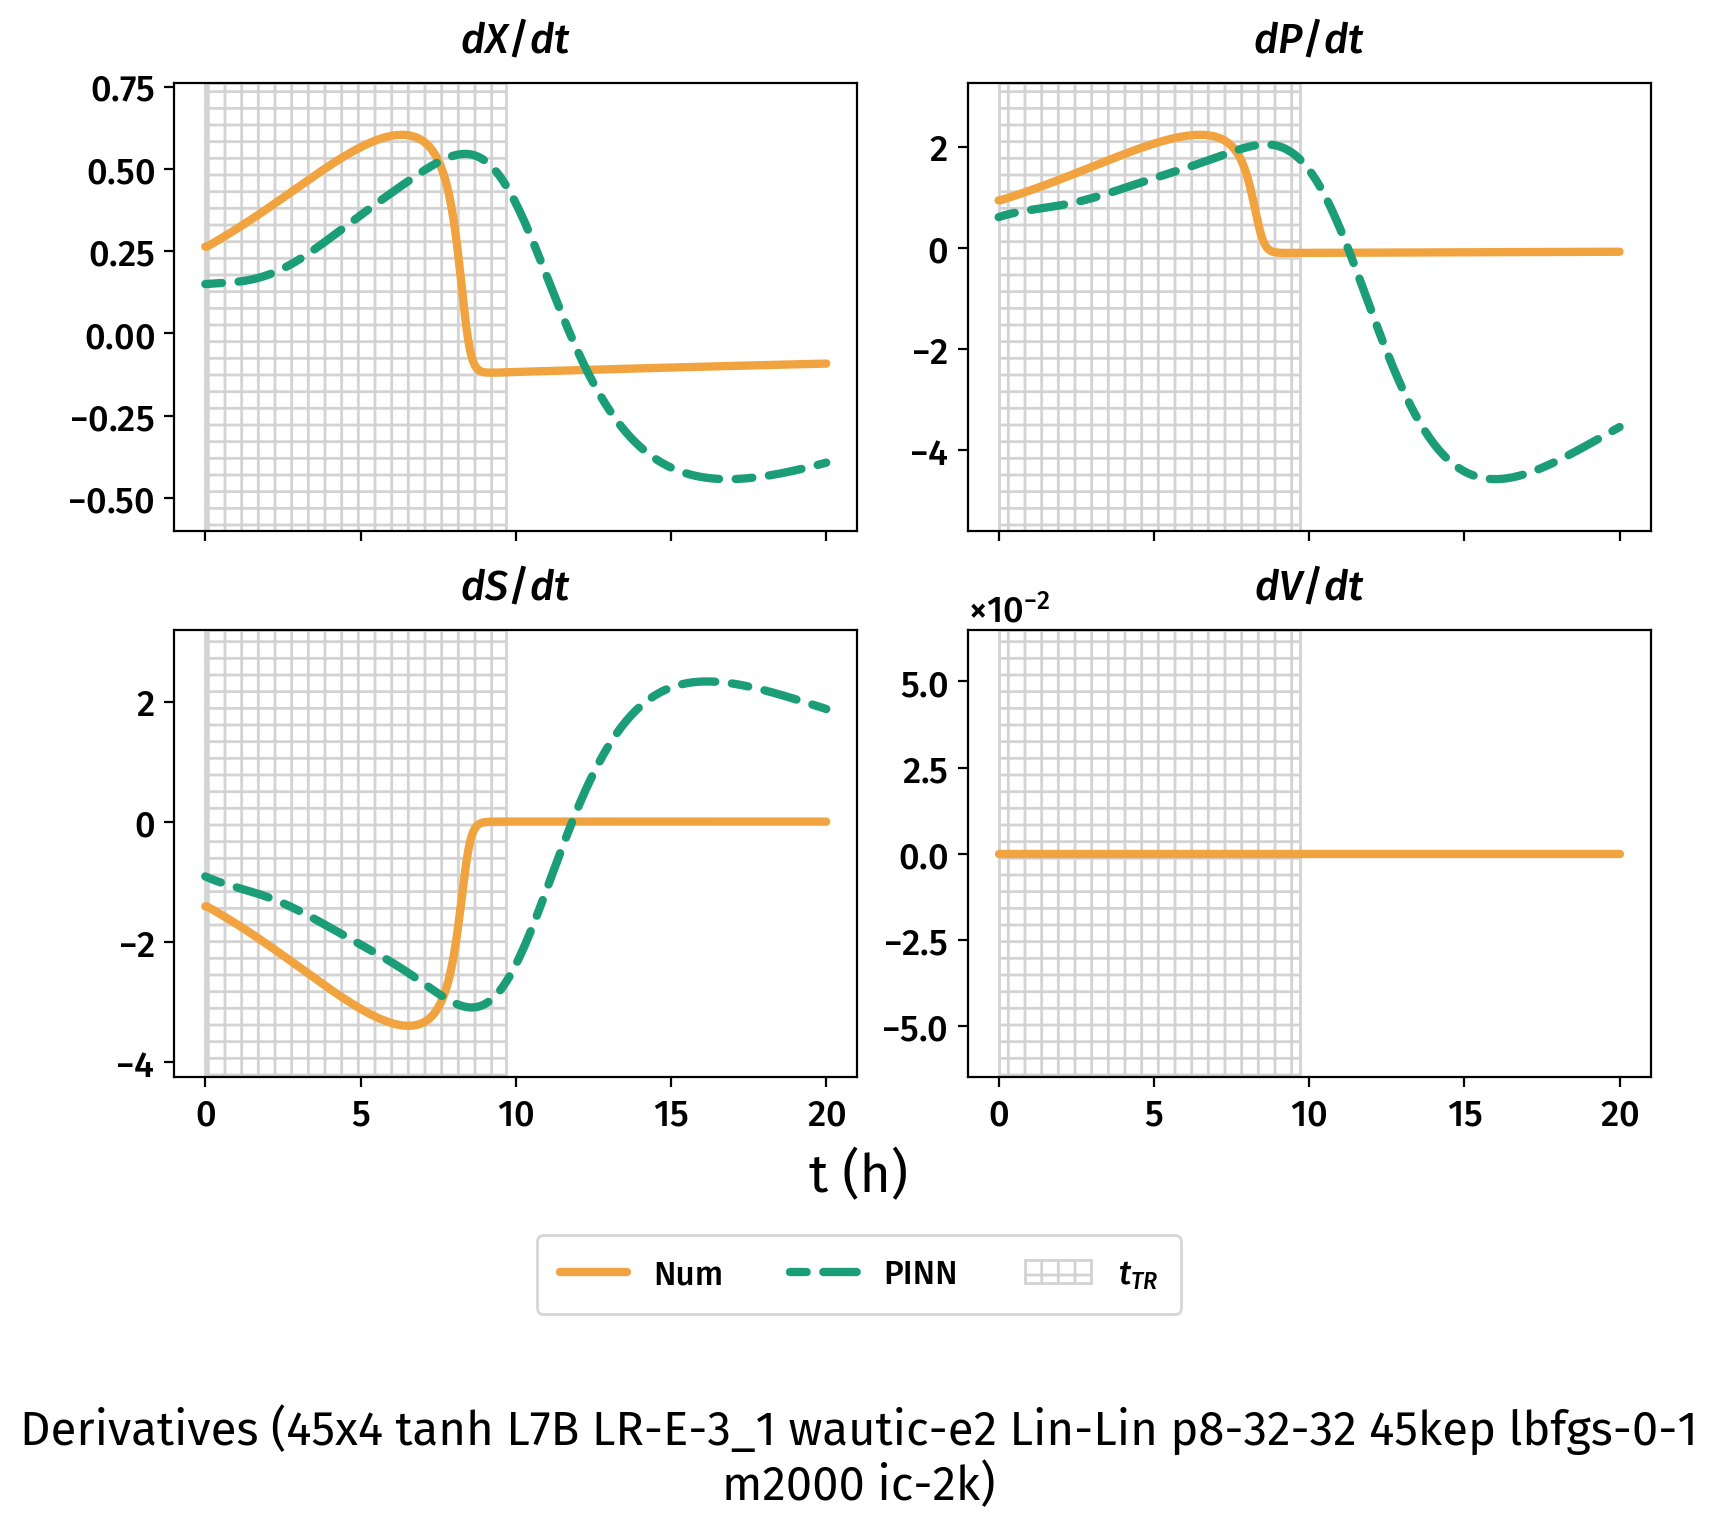 dX/dt
dP/dt
0.75
0.50
0.25
0.00
−0.25
−0.50
2
0
−2
−4
dS/dt
dV/dt
×10⁻²
2
0
−2
−4
5.0
2.5
0.0
−2.5
−5.0
0 5 10 15 20
0 5 10 15 20
t (h)
Num PINN t_TR
Derivatives (45x4 tanh L7B LR-E-3_1 wautic-e2 Lin-Lin p8-32-32 45kep lbfgs-0-1
m2000 ic-2k)